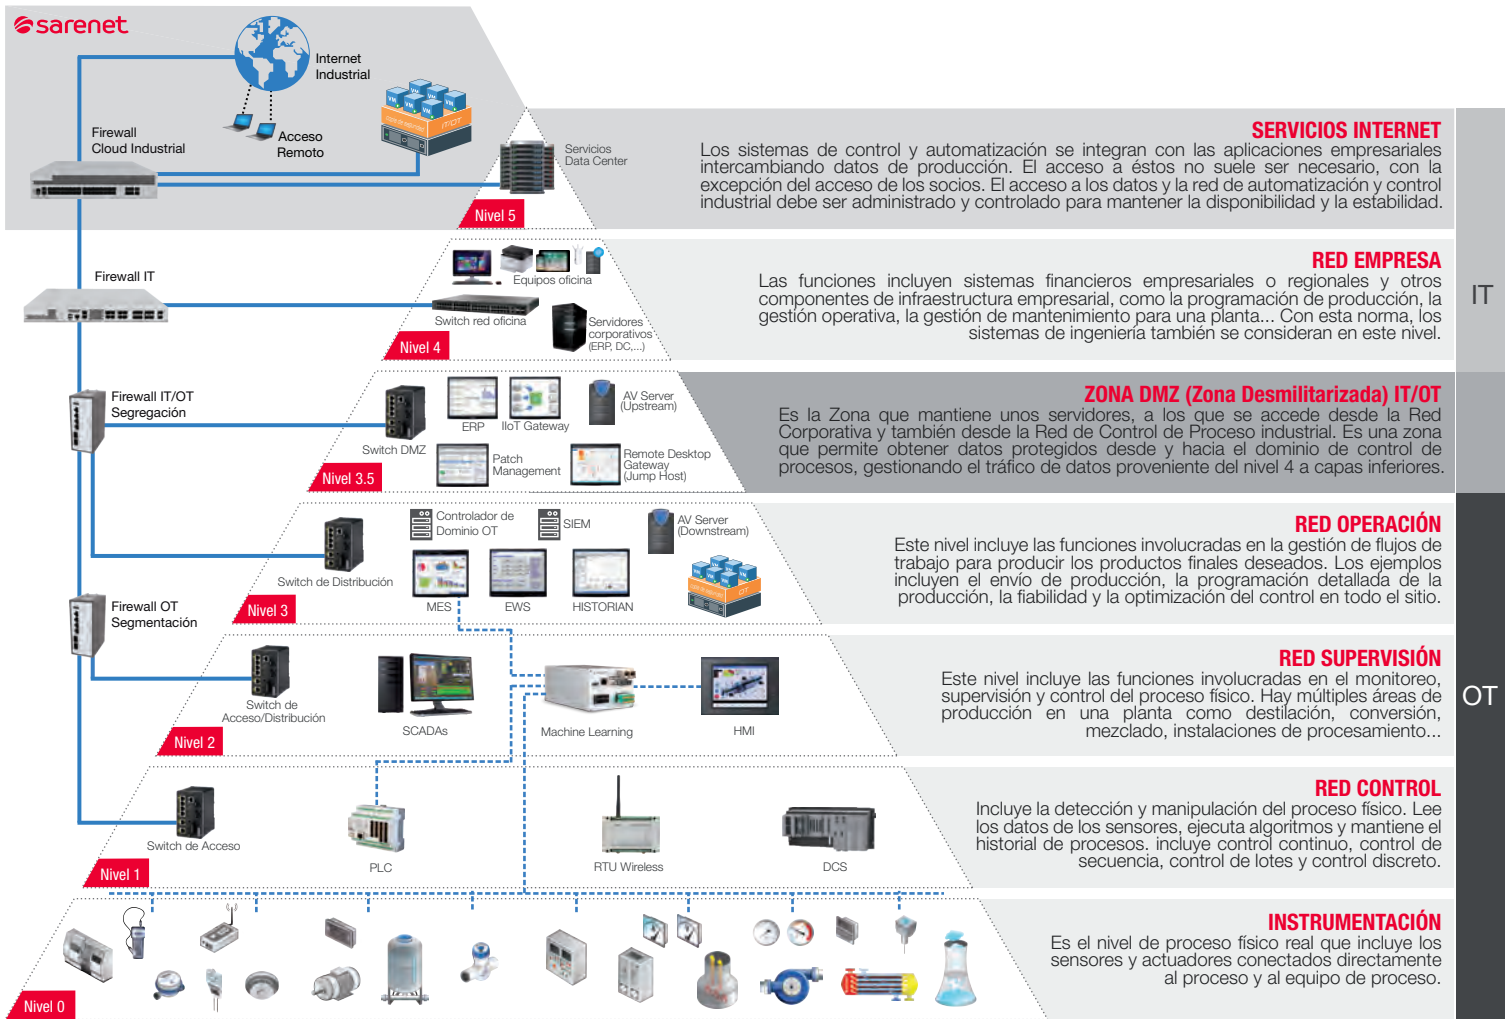 sarenet
Internet
Industrial
Acceso
Remoto
Firewall
Cloud Industrial
VM
VM
VM
VM
VM
VM
IT/OT
Servicios
Data Center
Nivel 5
SERVICIOS INTERNET
Los sistemas de control y automatización se integran con las aplicaciones empresariales
intercambiando datos de producción. El acceso a éstos no suele ser necesario, con la
excepción del acceso de los socios. El acceso a los datos y la red de automatización y control
industrial debe ser administrado y controlado para mantener la disponibilidad y la estabilidad.
IT
Firewall IT
Equipos oficina
Switch red oficina
Servidores
corporativos
(ERP, DC,...)
Nivel 4
RED EMPRESA
Las funciones incluyen sistemas financieros empresariales o regionales y otros
componentes de infraestructura empresarial, como la programación de producción, la
gestión operativa, la gestión de mantenimiento para una planta... Con esta norma, los
sistemas de ingeniería también se consideran en este nivel.
Firewall IT/OT
Segregación
Switch DMZ
ERP
IIoT Gateway
AV Server
(Upstream)
Patch
Management
Remote Desktop
Gateway
(Jump Host)
Nivel 3.5
ZONA DMZ (Zona Desmilitarizada) IT/OT
Es la Zona que mantiene unos servidores, a los que se accede desde la Red
Corporativa y también desde la Red de Control de Proceso industrial. Es una zona
que permite obtener datos protegidos desde y hacia el dominio de control de
procesos, gestionando el tráfico de datos proveniente del nivel 4 a capas inferiores.
Controlador de
Dominio OT
SIEM
AV Server
(Downstream)
Switch de Distribución
MES
EWS
HISTORIAN
VM
VM
VM
VM
VM
VM
CIT
Nivel 3
RED OPERACIÓN
Este nivel incluye las funciones involucradas en la gestión de flujos de
trabajo para producir los productos finales deseados. Los ejemplos
incluyen el envío de producción, la programación detallada de la
producción, la fiabilidad y la optimización del control en todo el sitio.
Firewall OT
Segmentación
Switch de
Acceso/Distribución
SCADAs
Machine Learning
HMI
Nivel 2
RED SUPERVISIÓN
Este nivel incluye las funciones involucradas en el monitoreo,
supervisión y control del proceso físico. Hay múltiples áreas de
producción en una planta como destilación, conversión,
mezclado, instalaciones de procesamiento...
OT
Switch de Acceso
PLC
RTU Wireless
DCS
Nivel 1
RED CONTROL
Incluye la detección y manipulación del proceso físico. Lee
los datos de los sensores, ejecuta algoritmos y mantiene el
historial de procesos. incluye control continuo, control de
secuencia, control de lotes y control discreto.
Nivel 0
INSTRUMENTACIÓN
Es el nivel de proceso físico real que incluye los
sensores y actuadores conectados directamente
al proceso y al equipo de proceso.